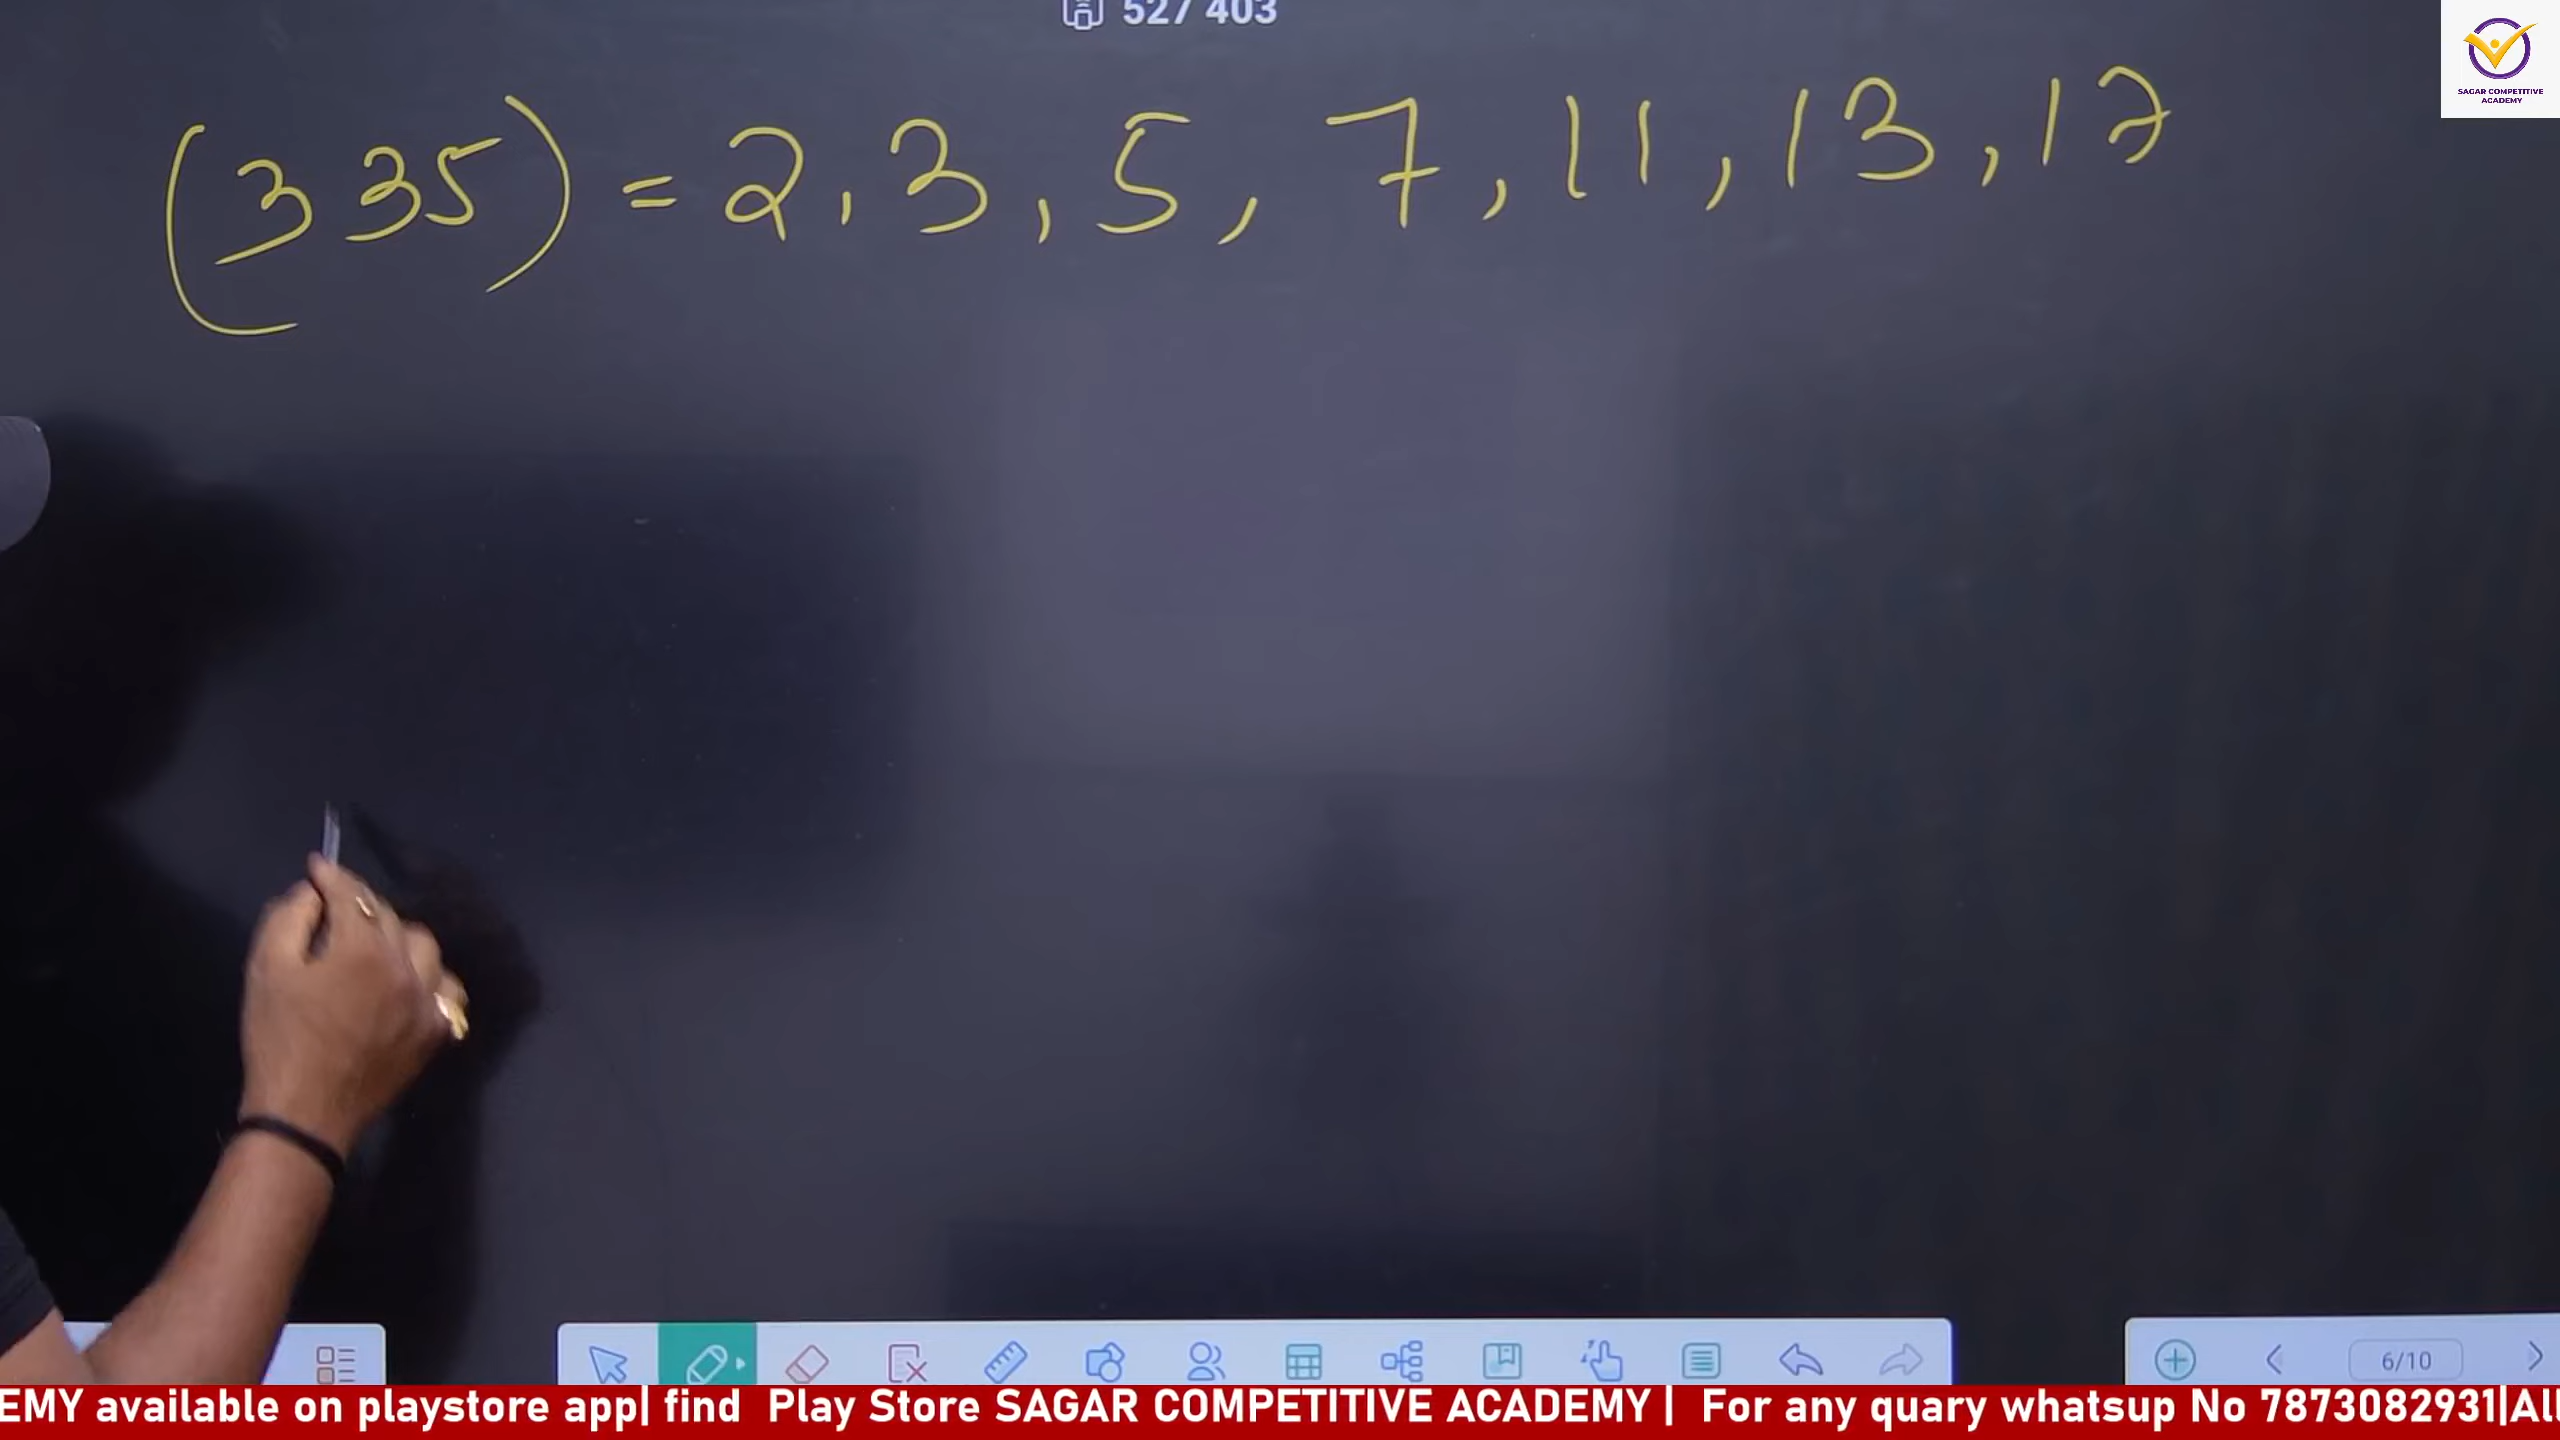 527 403
SAGAR COMPETITIVE
ACADEMY
(335) = 2, 3, 5, 7, 11, 13, 17
6/10
EMY available on playstore app| find Play Store SAGAR COMPETITIVE ACADEMY | For any quary whatsup No 7873082931|All